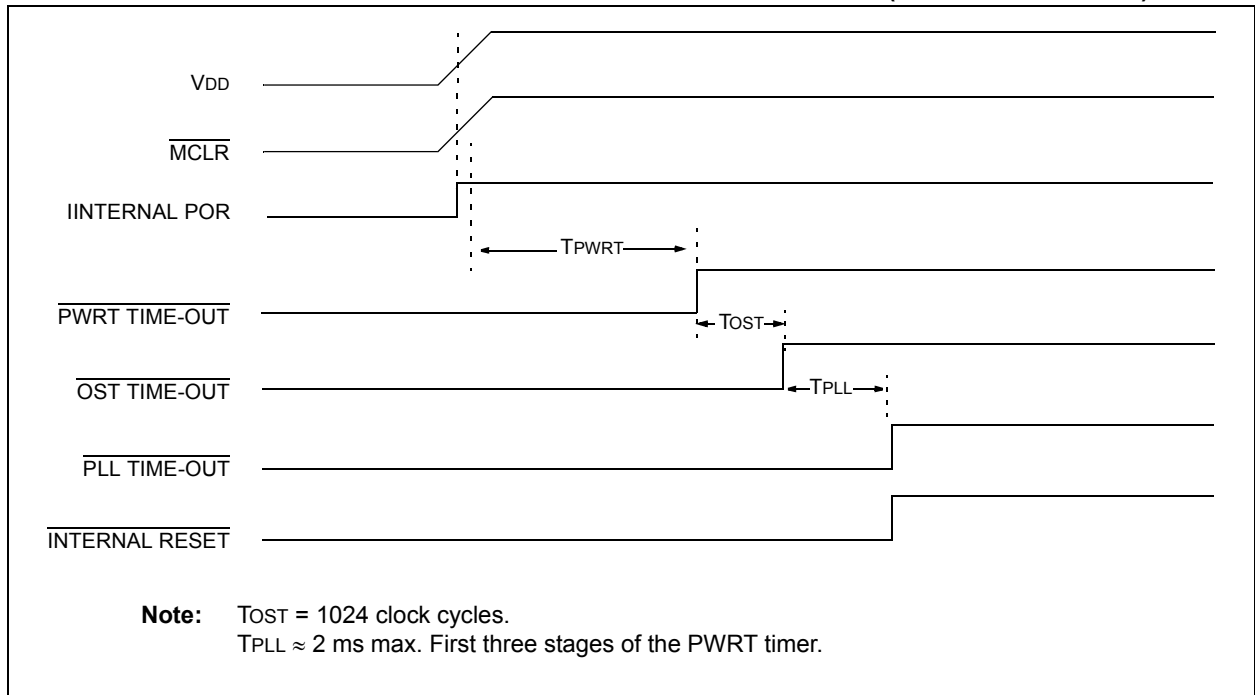 VDD
MCLR
IINTERNAL POR
TPWRT
PWRT TIME-OUT
TOST
OST TIME-OUT
TPLL
PLL TIME-OUT
INTERNAL RESET
Note: TOST = 1024 clock cycles.
TPLL ≈ 2 ms max. First three stages of the PWRT timer.